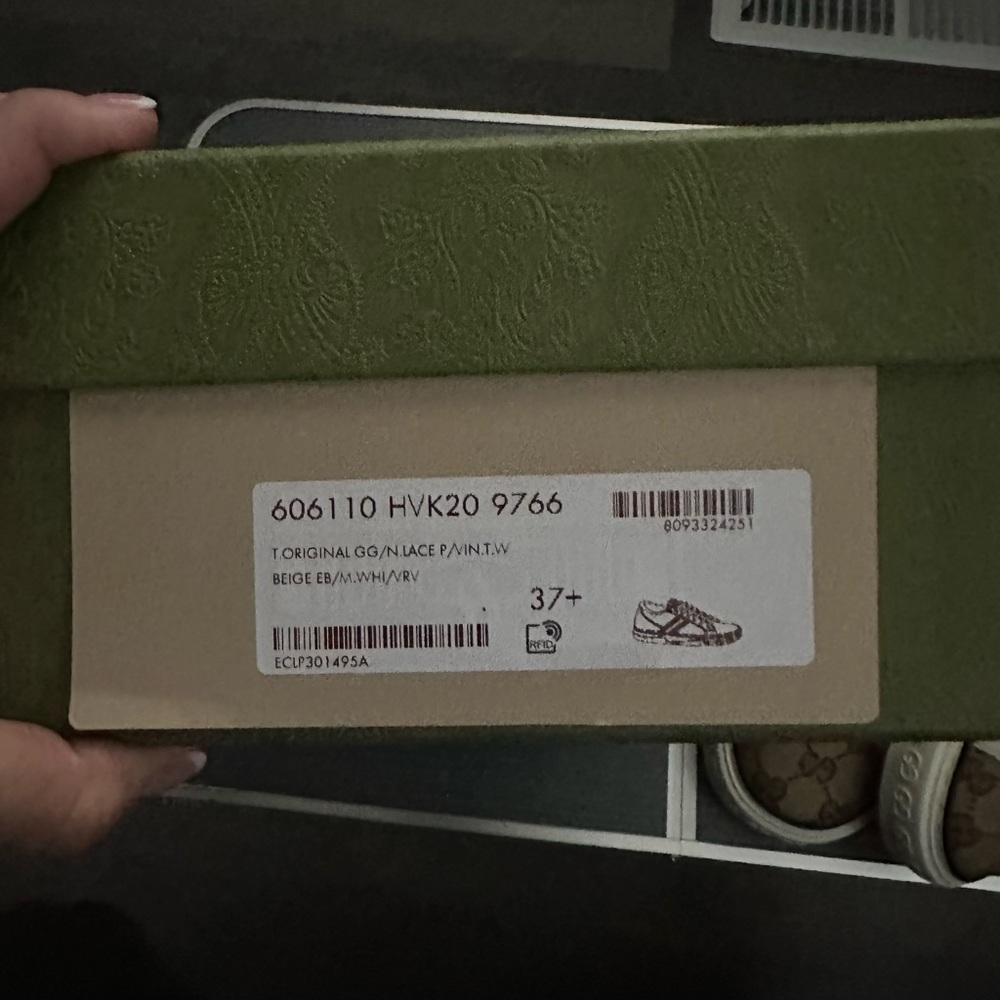 606110 HVK20 9766
8093324251
T.ORIGINAL GG/N.LACE P/VIN.T.W
BEIGE EB/M.WHI/VRV
37+
RFID
ECLP301495A